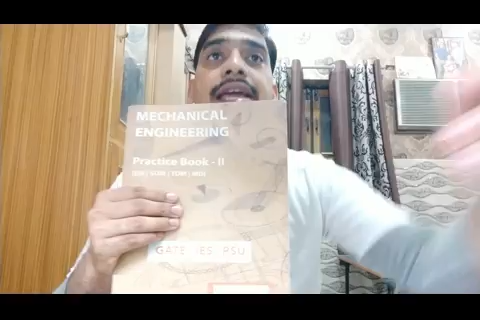 MECHANICAL
ENGINEERING
Practice Book - II
GATE IES PSU